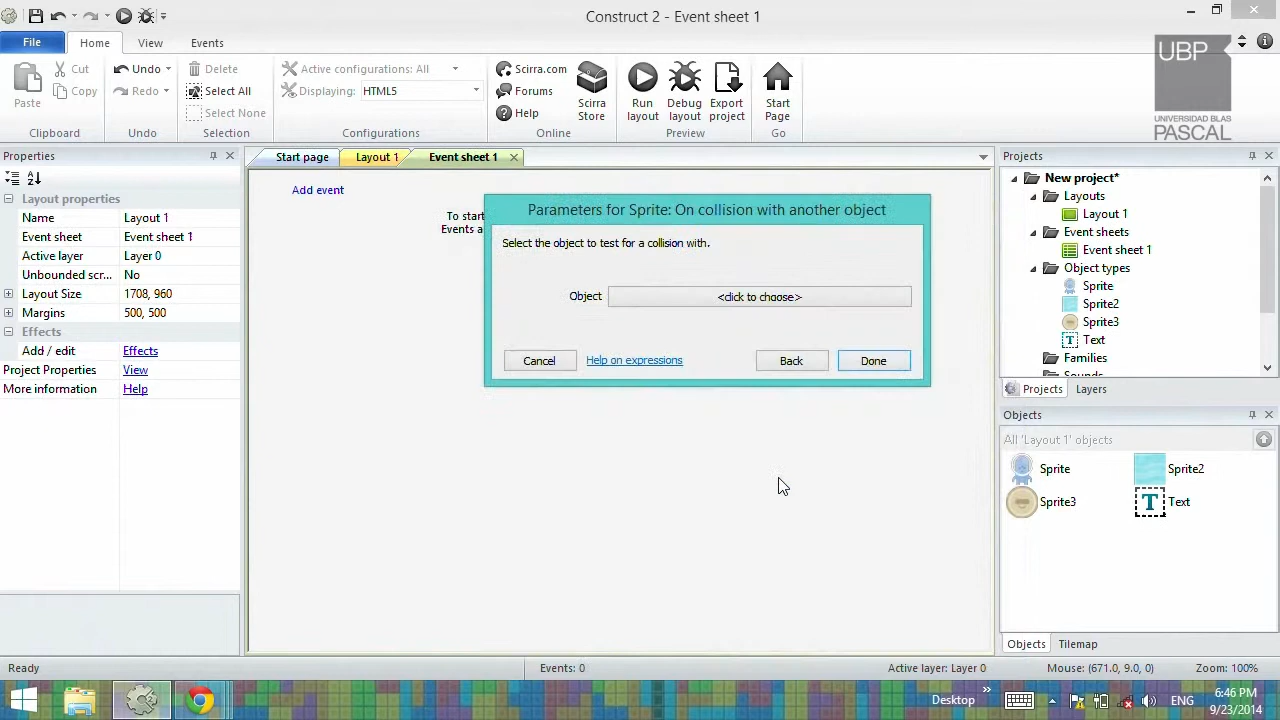 Construct 2 - Event sheet 1
File
Home
View
Events
Paste
Cut
Copy
Clipboard
Undo
Redo
Undo
Delete
Select All
Select None
Selection
Active configurations: All
Displaying:
HTML5
Configurations
Scirra.com
Forums
Help
Scirra
Store
Online
Run
layout
Debug
layout
Export
project
Preview
Start
Page
Go
UBP
UNIVERSIDAD BLAS
PASCAL
Properties
Layout properties
Name Layout 1
Event sheet Event sheet 1
Active layer Layer 0
Unbounded scr... No
Layout Size 1708, 960
Margins 500, 500
Effects
Add / edit Effects
Project Properties View
More information Help
Start page
Layout 1
Event sheet 1
Add event
To start
Events a
Parameters for Sprite: On collision with another object
Select the object to test for a collision with.
Object <click to choose>
Cancel Help on expressions Back Done
Projects
New project*
Layouts
Layout 1
Event sheets
Event sheet 1
Object types
Sprite
Sprite2
Sprite3
Text
Families
Projects Layers
Objects
All 'Layout 1' objects
Sprite Sprite2
Sprite3 Text
Objects Tilemap
Ready Events: 0 Active layer: Layer 0 Mouse: (671.0, 9.0, 0) Zoom: 100%
Desktop » ENG 6:46 PM
9/23/2014